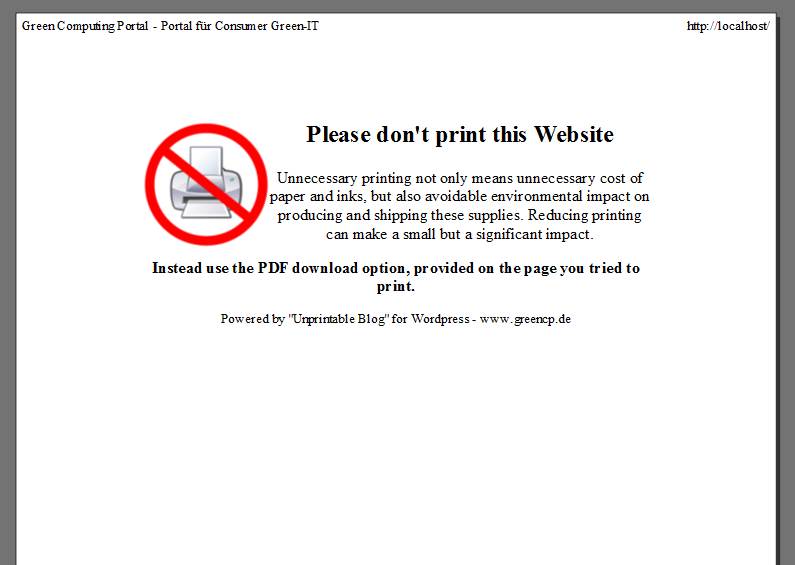 Green Computing Portal - Portal für Consumer Green-IT
http://localhost/
Please don't print this Website
Unnecessary printing not only means unnecessary cost of
paper and inks, but also avoidable environmental impact on
producing and shipping these supplies. Reducing printing
can make a small but a significant impact.
Instead use the PDF download option, provided on the page you tried to
print.
Powered by "Unprintable Blog" for Wordpress - www.greencp.de